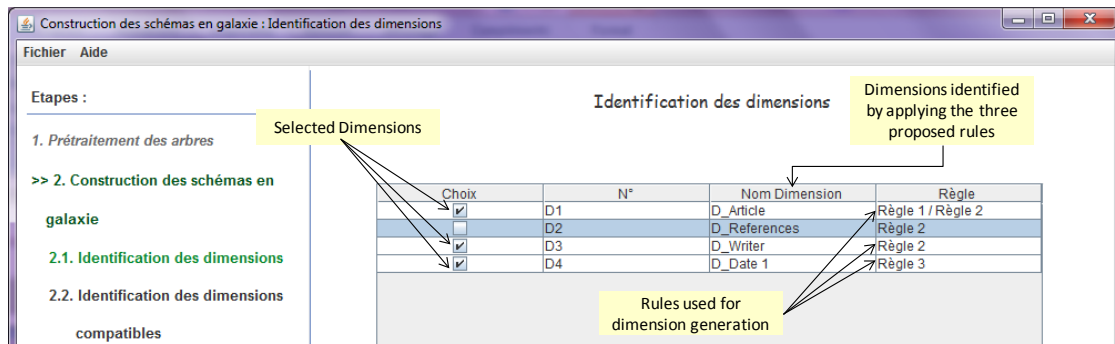 Construction des schémas en galaxie : Identification des dimensions
Fichier Aide
Etapes :
1. Prétraitement des arbres
>> 2. Construction des schémas en
galaxie
2.1. Identification des dimensions
2.2. Identification des dimensions
compatibles
Identification des dimensions
Selected Dimensions
Dimensions identified
by applying the three
proposed rules
Choix N° Nom Dimension Règle
D1 D_Article Règle 1 / Règle 2
D2 D_References Règle 2
D3 D_Writer Règle 2
D4 D_Date 1 Règle 3
Rules used for
dimension generation